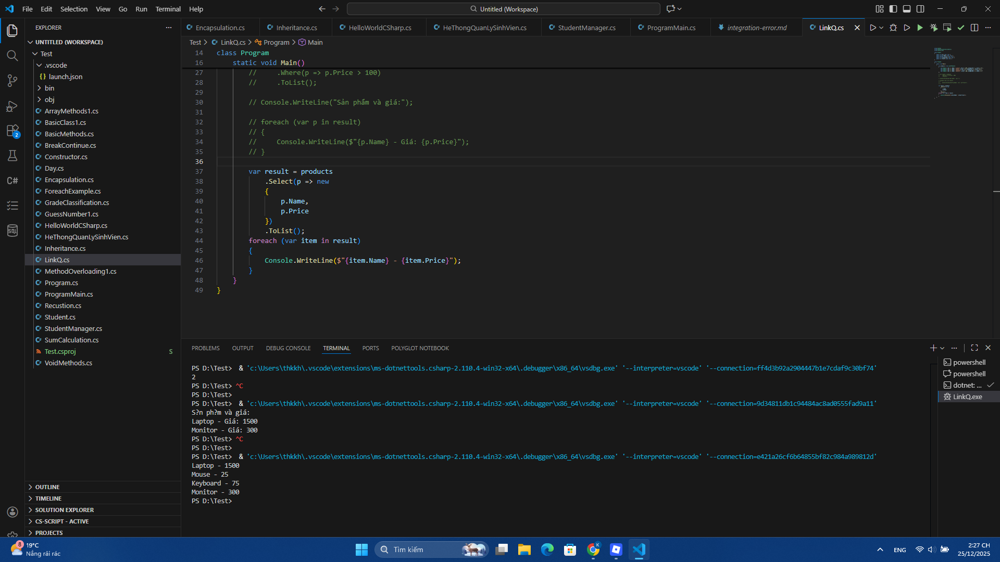 File Edit Selection View Go Run Terminal Help
Untitled (Workspace)
EXPLORER
UNTITLED (WORKSPACE)
Test
.vscode
launch.json
bin
obj
ArrayMethods1.cs
BasicClass1.cs
BasicMethods.cs
BreakContinue.cs
Constructor.cs
Day.cs
Encapsulation.cs
ForeachExample.cs
GradeClassification.cs
GuessNumber1.cs
HelloWorldCSharp.cs
HeThongQuanLySinhVien.cs
Inheritance.cs
LinkQ.cs
MethodOverloading1.cs
Program.cs
ProgramMain.cs
Recustion.cs
Student.cs
StudentManager.cs
SumCalculation.cs
Test.csproj S
VoidMethods.cs
OUTLINE
TIMELINE
SOLUTION EXPLORER
CS-SCRIPT - ACTIVE
PROJECTS
2
C#
SQL
Encapsulation.cs Inheritance.cs HelloWorldCSharp.cs HeThongQuanLySinhVien.cs StudentManager.cs ProgramMain.cs integration-error.md LinkQ.cs
Test > LinkQ.cs > Program > Main
14 class Program
16 static void Main()
27 // .Where(p => p.Price > 100)
28 // .ToList();
29
30 // Console.WriteLine("Sản phẩm và giá:");
31
32 // foreach (var p in result)
33 // {
34 // Console.WriteLine($"{p.Name} - Giá: {p.Price}");
35 // }
36
37 var result = products
38 .Select(p => new
39 {
40 p.Name,
41 p.Price
42 })
43 .ToList();
44 foreach (var item in result)
45 {
46 Console.WriteLine($"{item.Name} - {item.Price}");
47 }
48 }
49 }
PROBLEMS OUTPUT DEBUG CONSOLE TERMINAL PORTS POLYGLOT NOTEBOOK
PS D:\Test> & 'c:\Users\thkkh\.vscode\extensions\ms-dotnettools.csharp-2.110.4-win32-x64\.debugger\x86_64\vsdbg.exe' '--interpreter=vscode' '--connection=ff4d3b92a2904447b1e7cdaf9c30bf74'
2
PS D:\Test> ^C
PS D:\Test>
PS D:\Test> & 'c:\Users\thkkh\.vscode\extensions\ms-dotnettools.csharp-2.110.4-win32-x64\.debugger\x86_64\vsdbg.exe' '--interpreter=vscode' '--connection=9d34811db1c94484ac8ad0555fad9a11'
S?n ph?m và giá:
Laptop - Giá: 1500
Monitor - Giá: 300
PS D:\Test> ^C
PS D:\Test>
PS D:\Test> & 'c:\Users\thkkh\.vscode\extensions\ms-dotnettools.csharp-2.110.4-win32-x64\.debugger\x86_64\vsdbg.exe' '--interpreter=vscode' '--connection=e421a26cf6b64855bf82c984a989812d'
Laptop - 1500
Mouse - 25
Keyboard - 75
Monitor - 300
PS D:\Test>
powershell
powershell
dotnet: ...
LinkQ.exe
8
19°C
Nắng rải rác
Tìm kiếm
K
ENG
2:27 CH
25/12/2025